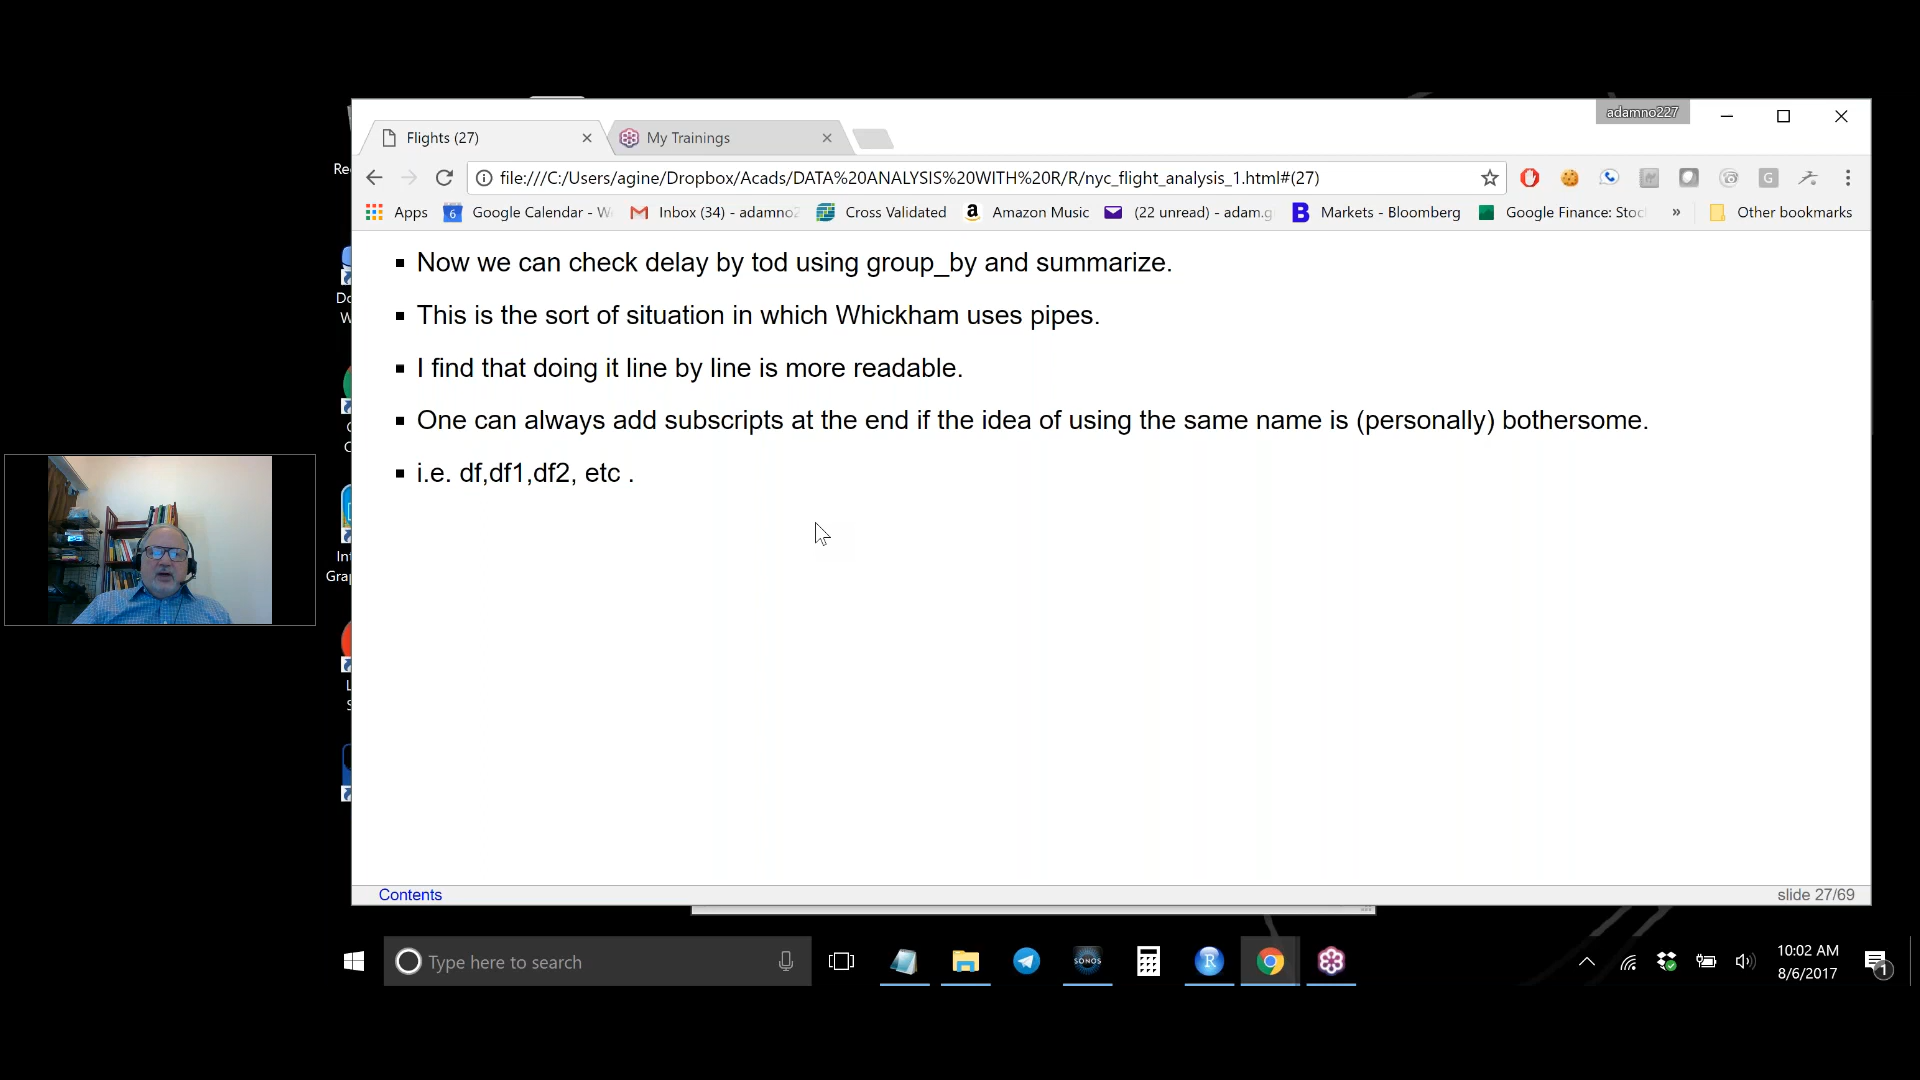 adamno227
Flights (27)
My Trainings
file:///C:/Users/agine/Dropbox/Acads/DATA%20ANALYSIS%20WITH%20R/R/nyc_flight_analysis_1.html#(27)
Apps
6
Google Calendar - W
Inbox (34) - adamno2
Cross Validated
Amazon Music
(22 unread) - adam.g
Markets - Bloomberg
Google Finance: Stoc
»
Other bookmarks
▪ Now we can check delay by tod using group_by and summarize.
▪ This is the sort of situation in which Whickham uses pipes.
▪ I find that doing it line by line is more readable.
▪ One can always add subscripts at the end if the idea of using the same name is (personally) bothersome.
▪ i.e. df,df1,df2, etc .
Contents
slide 27/69
Type here to search
SONOS
R
10:02 AM
8/6/2017
1